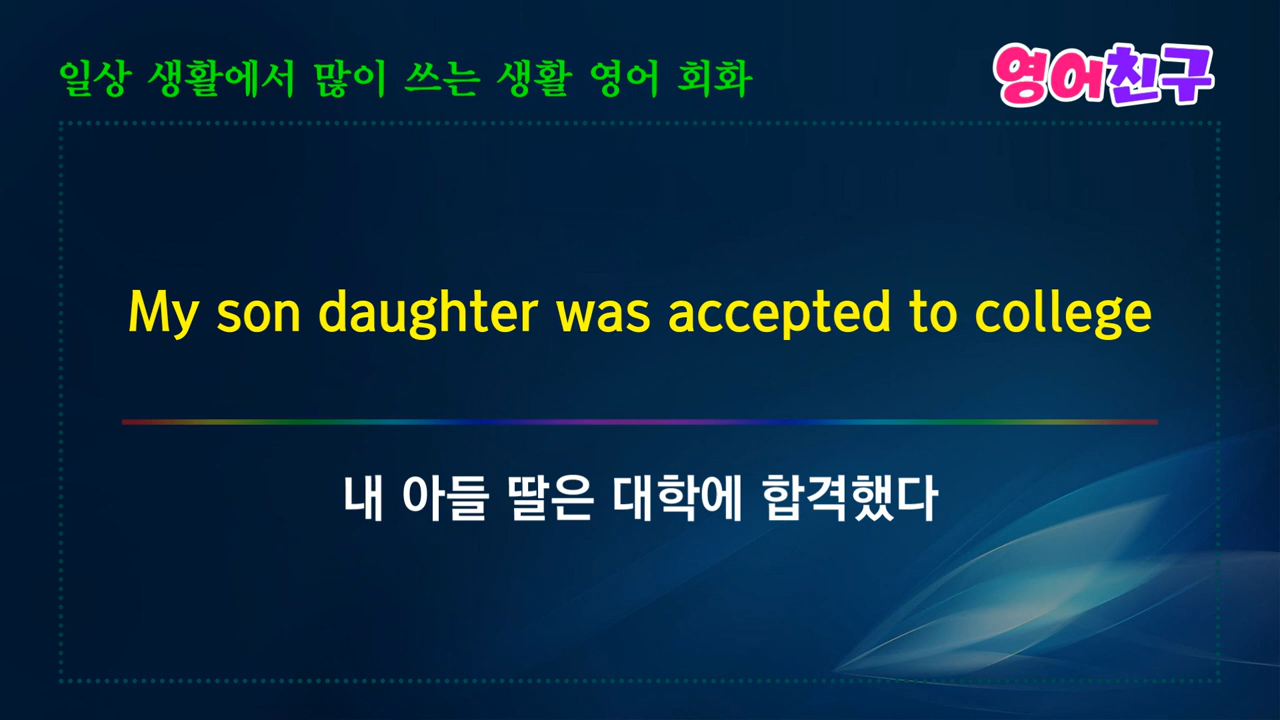 일상 생활에서 많이 쓰는 생활 영어 회화
영어친구
My son daughter was accepted to college
내 아들 딸은 대학에 합격했다